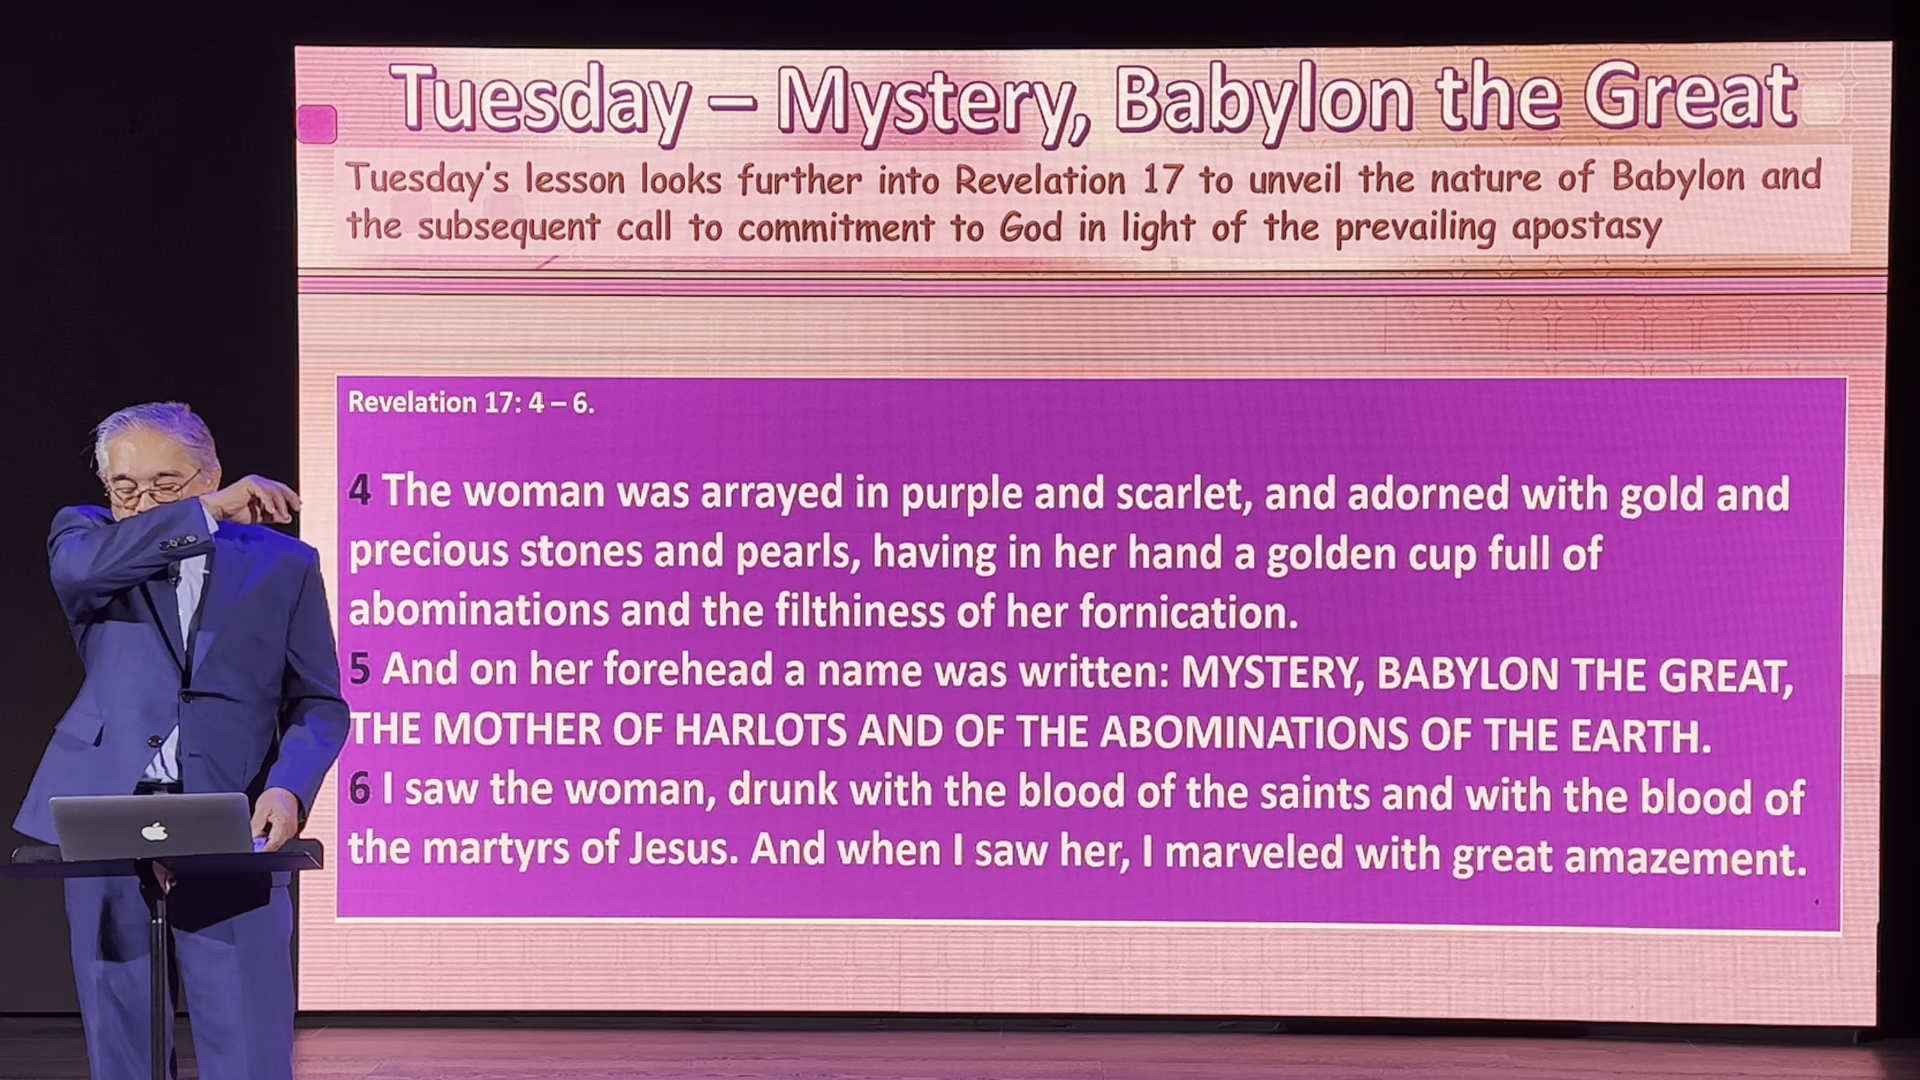 Tuesday – Mystery, Babylon the Great
Tuesday's lesson looks further into Revelation 17 to unveil the nature of Babylon and
the subsequent call to commitment to God in light of the prevailing apostasy
Revelation 17: 4 – 6.
4 The woman was arrayed in purple and scarlet, and adorned with gold and
precious stones and pearls, having in her hand a golden cup full of
abominations and the filthiness of her fornication.
5 And on her forehead a name was written: MYSTERY, BABYLON THE GREAT,
THE MOTHER OF HARLOTS AND OF THE ABOMINATIONS OF THE EARTH.
6 I saw the woman, drunk with the blood of the saints and with the blood of
the martyrs of Jesus. And when I saw her, I marveled with great amazement.